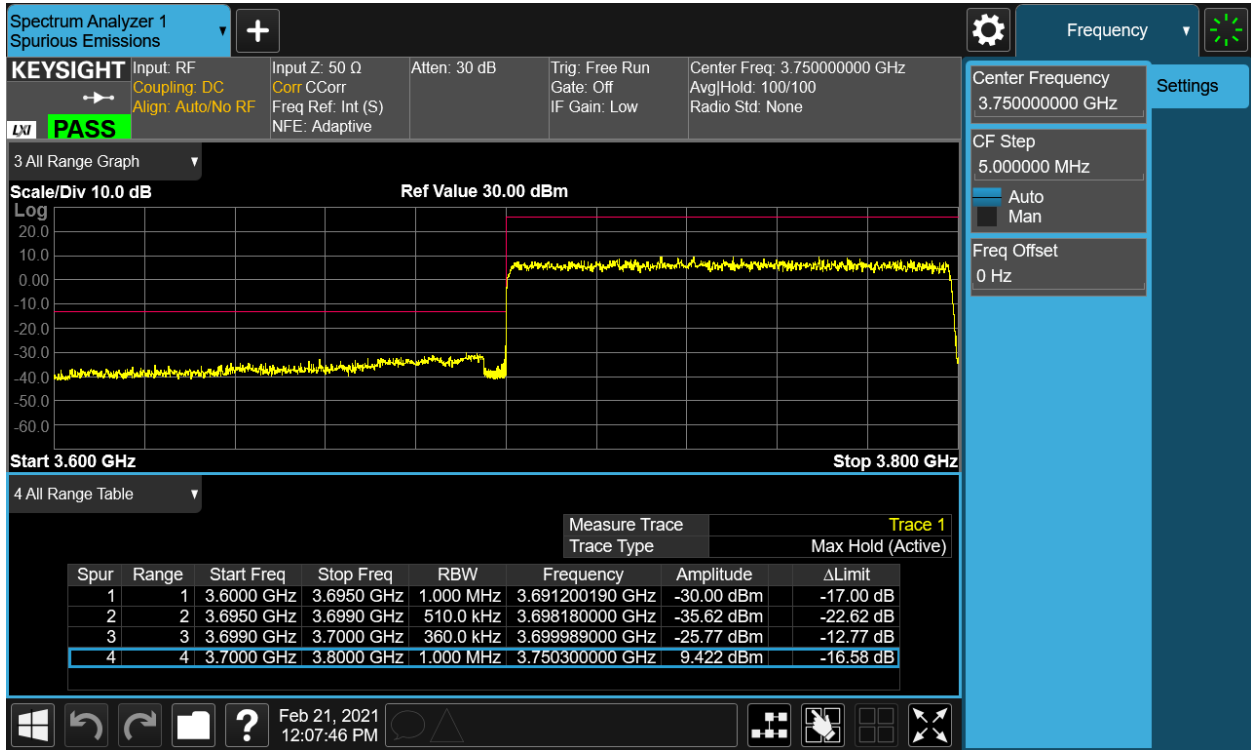 Spectrum Analyzer 1
Spurious Emissions
+
Frequency
KEYSIGHT
Input: RF
Coupling: DC
Align: Auto/No RF
Input Z: 50 Ω
Corr CCorr
Freq Ref: Int (S)
NFE: Adaptive
Atten: 30 dB
Trig: Free Run
Gate: Off
IF Gain: Low
Center Freq: 3.750000000 GHz
Avg|Hold: 100/100
Radio Std: None
LXI
PASS
Center Frequency
3.750000000 GHz
Settings
CF Step
5.000000 MHz
Auto
Man
Freq Offset
0 Hz
3 All Range Graph
Scale/Div 10.0 dB
Ref Value 30.00 dBm
Log
20.0
10.0
0.00
-10.0
-20.0
-30.0
-40.0
-50.0
-60.0
Start 3.600 GHz
Stop 3.800 GHz
4 All Range Table
Measure Trace Trace 1
Trace Type Max Hold (Active)
Spur Range Start Freq Stop Freq RBW Frequency Amplitude ΔLimit
1 1 3.6000 GHz 3.6950 GHz 1.000 MHz 3.691200190 GHz -30.00 dBm -17.00 dB
2 2 3.6950 GHz 3.6990 GHz 510.0 kHz 3.698180000 GHz -35.62 dBm -22.62 dB
3 3 3.6990 GHz 3.7000 GHz 360.0 kHz 3.699989000 GHz -25.77 dBm -12.77 dB
4 4 3.7000 GHz 3.8000 GHz 1.000 MHz 3.750300000 GHz 9.422 dBm -16.58 dB
?
Feb 21, 2021
12:07:46 PM